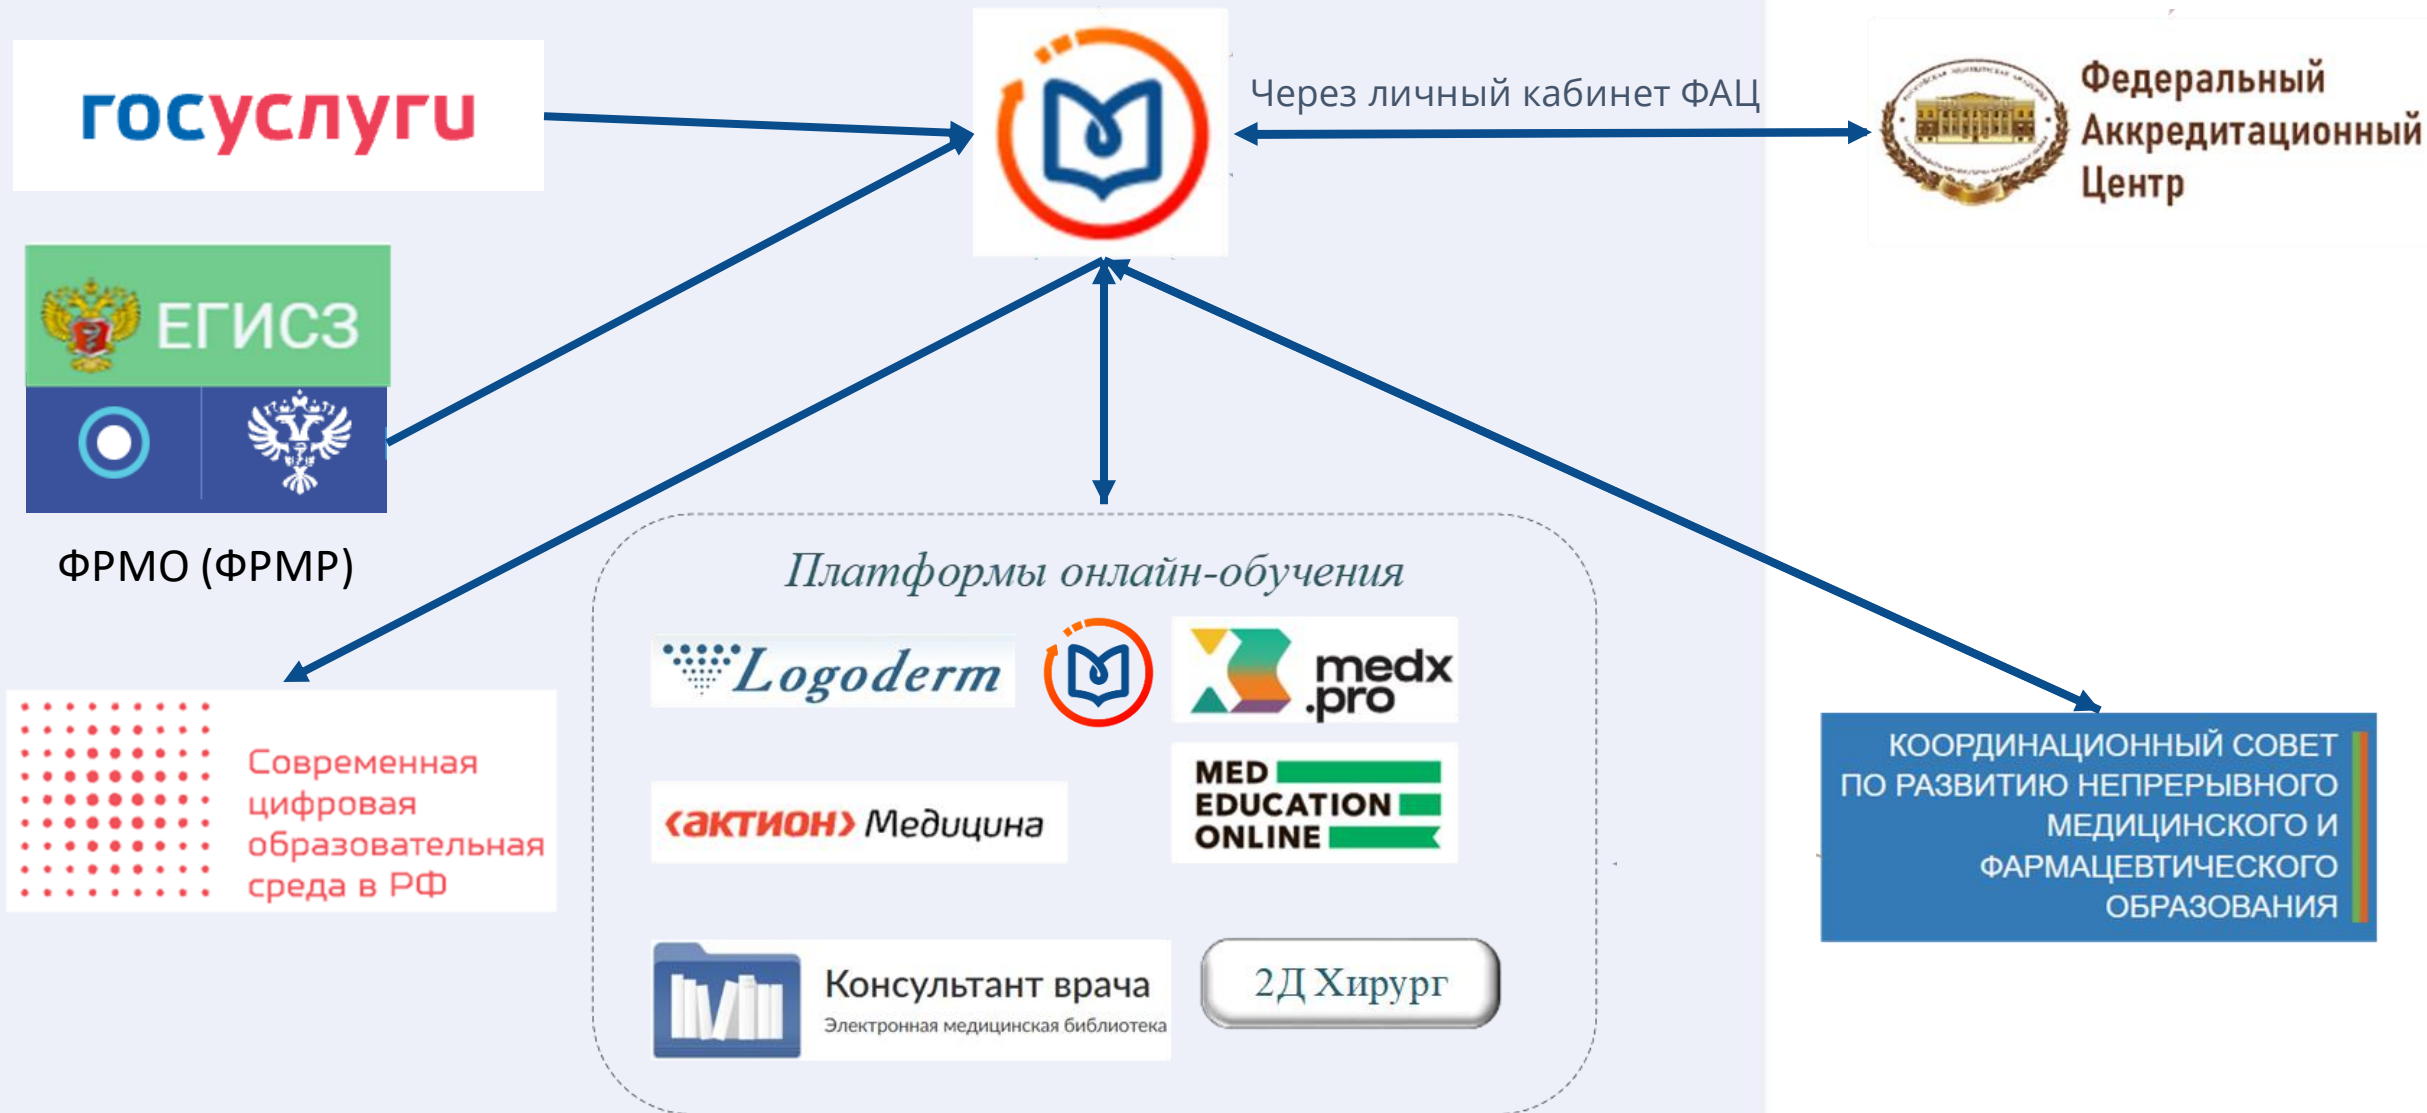 госуслуги
Через личный кабинет ФАЦ
Федеральный
Аккредитационный
Центр
ЕГИСЗ
ФРМО (ФРМР)
Платформы онлайн-обучения
Logoderm
medx
.pro
Современная
цифровая
образовательная
среда в РФ
<актион> Медицина
MED
EDUCATION
ONLINE
КООРДИНАЦИОННЫЙ СОВЕТ
ПО РАЗВИТИЮ НЕПРЕРЫВНОГО
МЕДИЦИНСКОГО И
ФАРМАЦЕВТИЧЕСКОГО
ОБРАЗОВАНИЯ
Консультант врача
Электронная медицинская библиотека
2Д Хирург